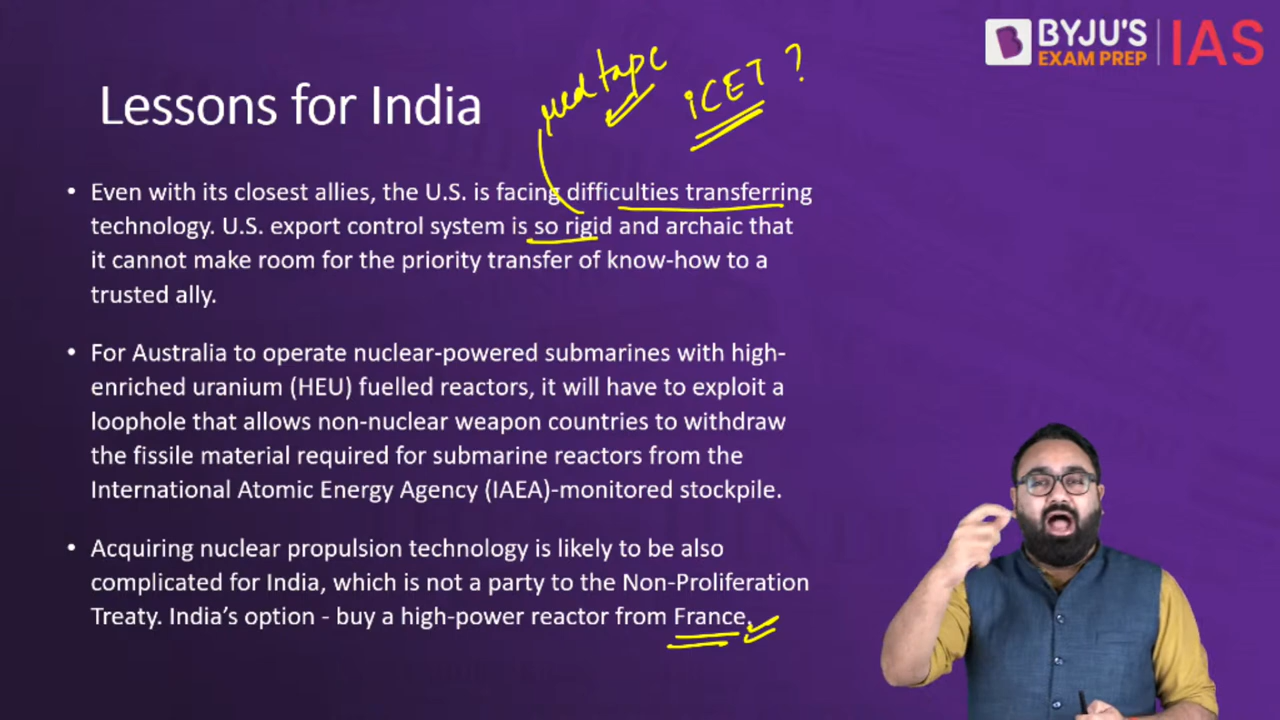 BYJU'S
EXAM PREP
IAS
red tape
iCET ?
Lessons for India
• Even with its closest allies, the U.S. is facing difficulties transferring
technology. U.S. export control system is so rigid and archaic that
it cannot make room for the priority transfer of know-how to a
trusted ally.
• For Australia to operate nuclear-powered submarines with high-
enriched uranium (HEU) fuelled reactors, it will have to exploit a
loophole that allows non-nuclear weapon countries to withdraw
the fissile material required for submarine reactors from the
International Atomic Energy Agency (IAEA)-monitored stockpile.
• Acquiring nuclear propulsion technology is likely to be also
complicated for India, which is not a party to the Non-Proliferation
Treaty. India's option - buy a high-power reactor from France.